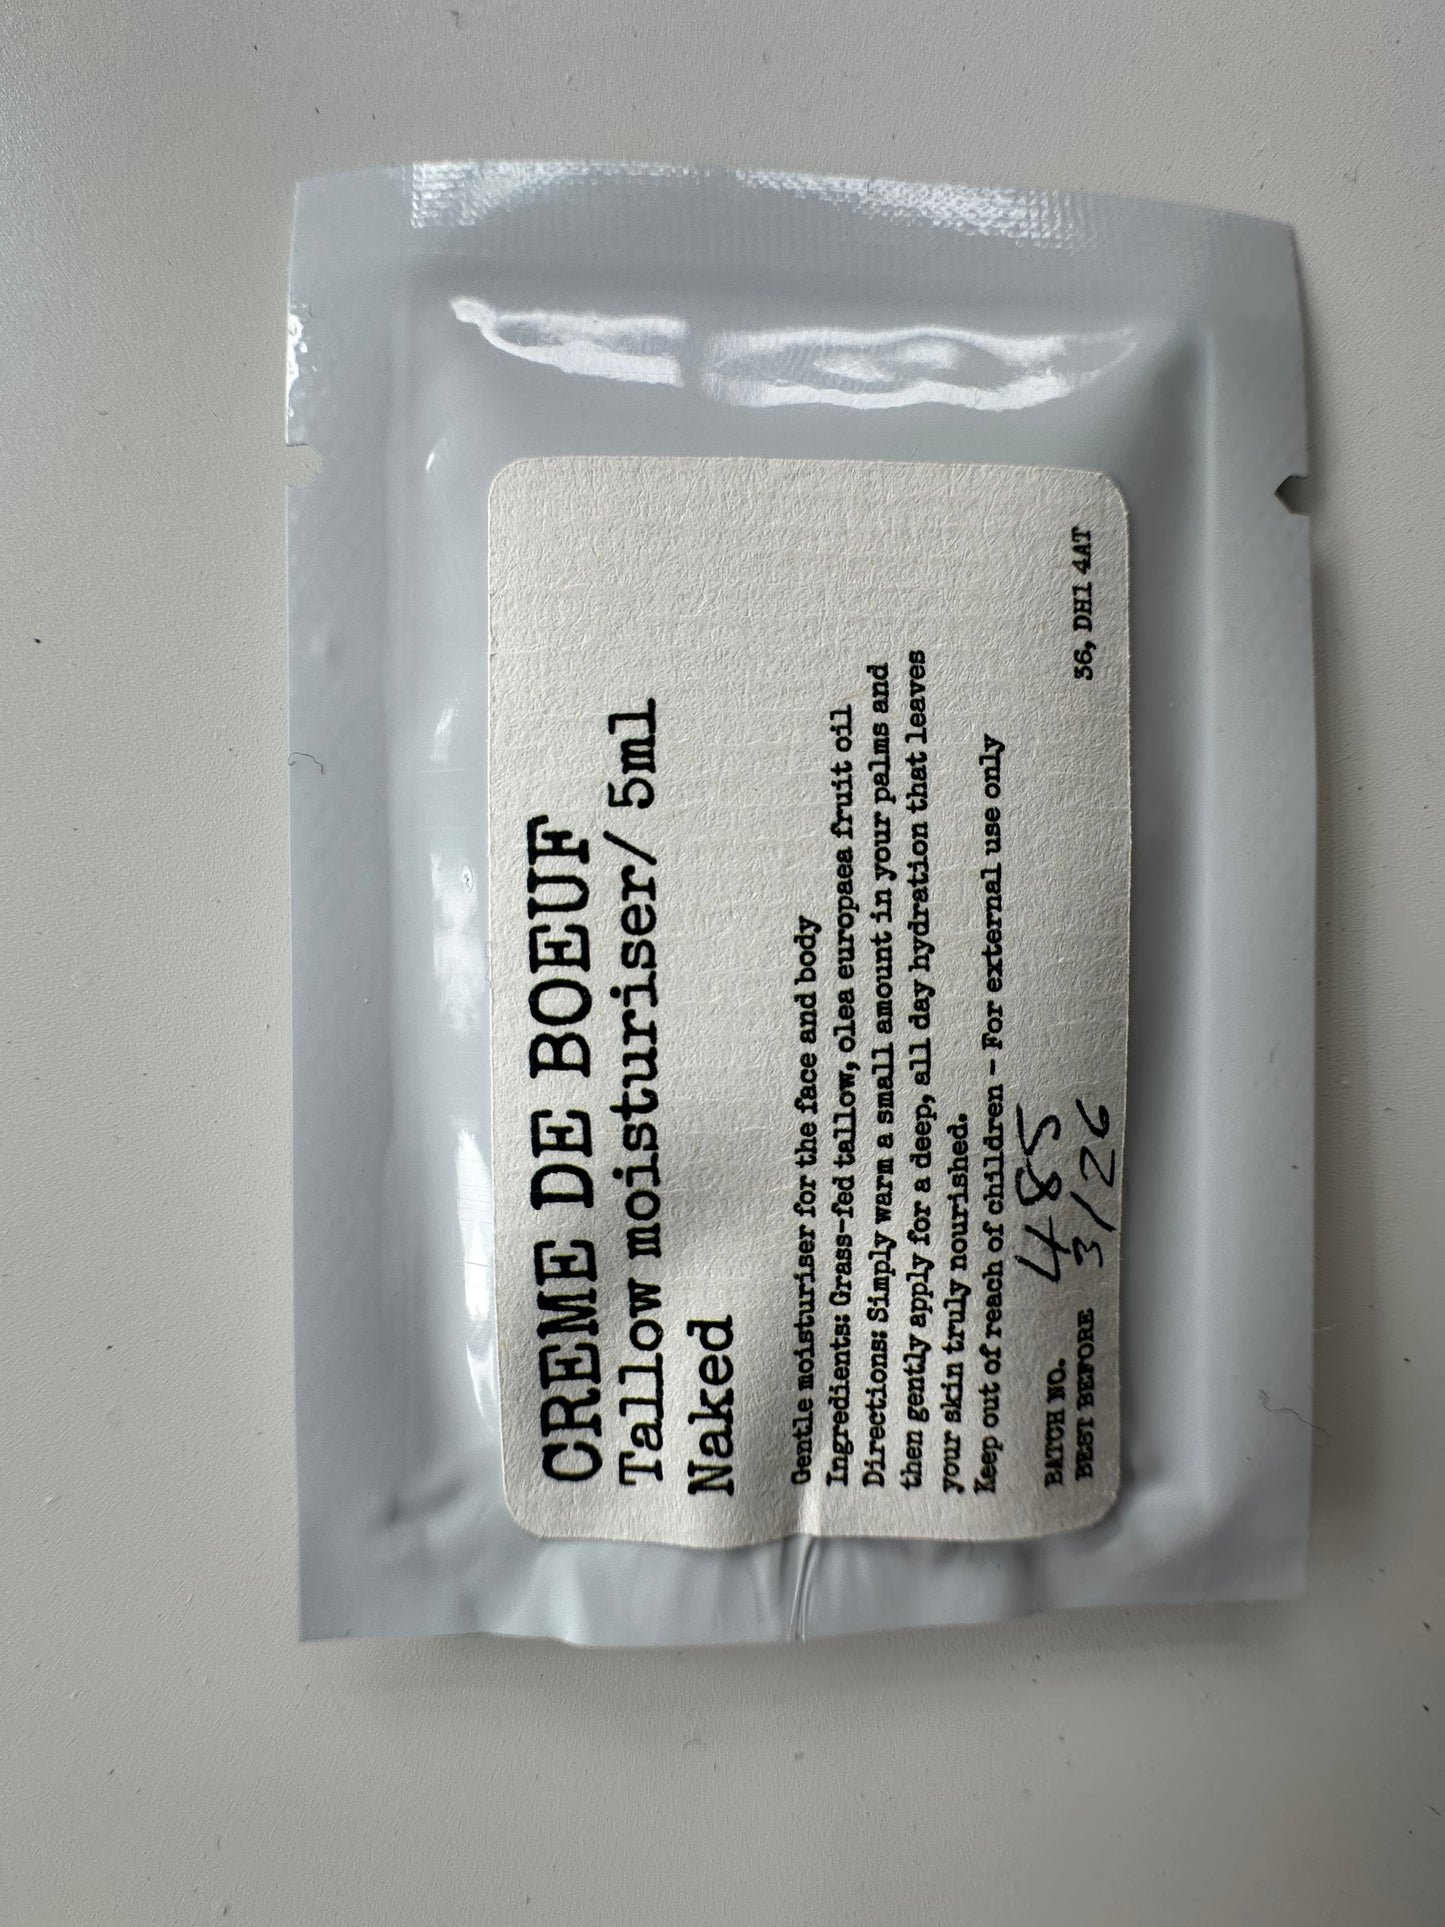 CREME DE BOEUF
Tallow moisturiser/ 5ml
Naked
Gentle moisturiser for the face and body
Ingredients: Grass-fed tallow, olea europaea fruit oil
Directions: Simply warm a small amount in your palms and
then gently apply for a deep, all day hydration that leaves
your skin truly nourished.
Keep out of reach of children - For external use only
BATCH NO. 485
BEST BEFORE 3/26
36, DH1 4AT